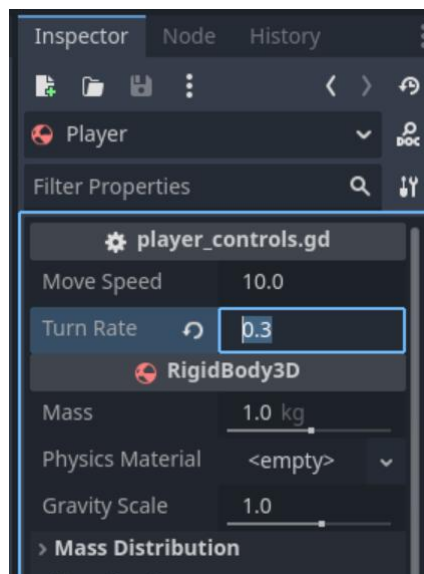 Inspector Node History
Player
DOC
Filter Properties
player_controls.gd
Move Speed 10.0
Turn Rate 0.3
RigidBody3D
Mass 1.0 kg
Physics Material <empty>
Gravity Scale 1.0
> Mass Distribution